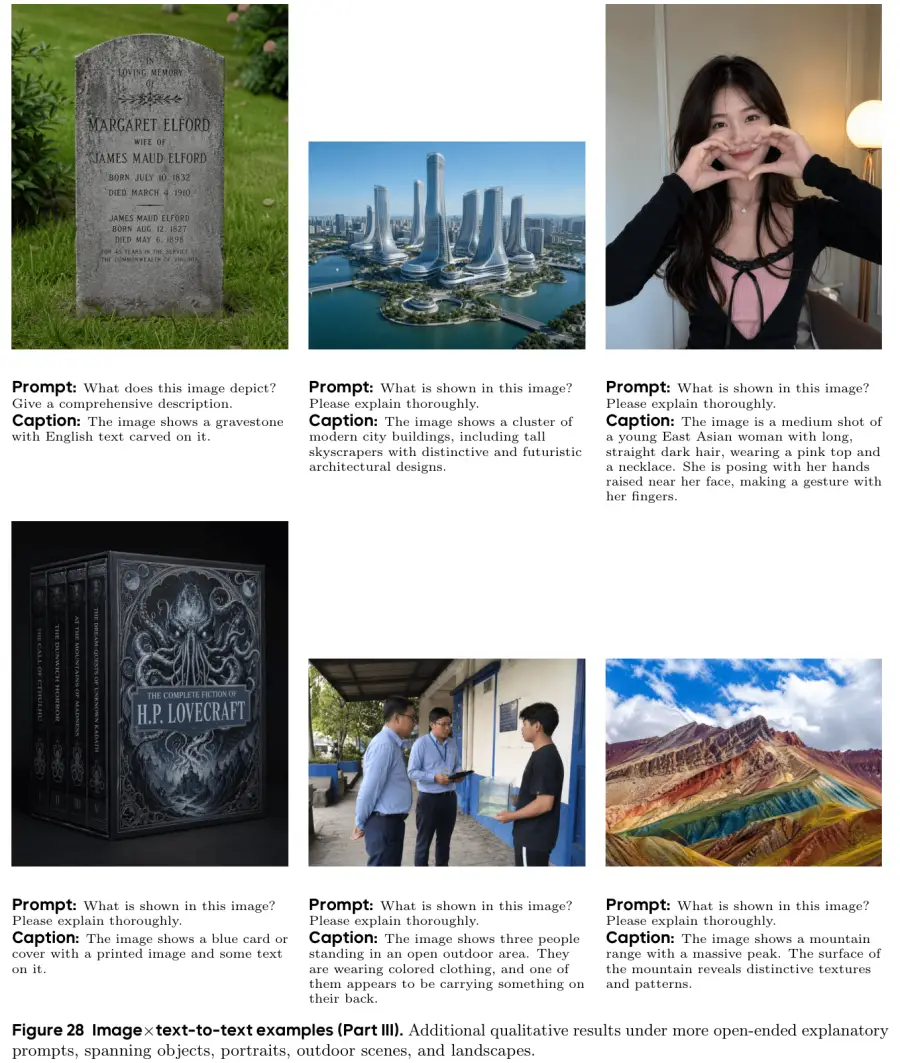 IN
LOVING MEMORY
OF
MARGARET ELFORD
WIFE OF
JAMES MAUD ELFORD
BORN JULY 10. 1832
DIED MARCH 4 1910
JAMES MAUD ELFORD
BORN AUG. 12. 1827
DIED MAY 6. 1898
FOR 45 YEARS IN THE SERVICE OF
THE COMMONWEALTH OF
Prompt: What does this image depict?
Give a comprehensive description.
Caption: The image shows a gravestone
with English text carved on it.
Prompt: What is shown in this image?
Please explain thoroughly.
Caption: The image shows a cluster of
modern city buildings, including tall
skyscrapers with distinctive and futuristic
architectural designs.
Prompt: What is shown in this image?
Please explain thoroughly.
Caption: The image is a medium shot of
a young East Asian woman with long,
straight dark hair, wearing a pink top and
a necklace. She is posing with her hands
raised near her face, making a gesture with
her fingers.
THE CALL OF CTHULHU
THE DUNWICH HORROR
AT THE MOUNTAINS OF MADNESS
THE DREAM-QUESTS OF UNKNOWN KADATH
THE COMPLETE FICTION OF
H.P. LOVECRAFT
Prompt: What is shown in this image?
Please explain thoroughly.
Caption: The image shows a blue card or
cover with a printed image and some text
on it.
Prompt: What is shown in this image?
Please explain thoroughly.
Caption: The image shows three people
standing in an open outdoor area. They
are wearing colored clothing, and one of
them appears to be carrying something on
their back.
Prompt: What is shown in this image?
Please explain thoroughly.
Caption: The image shows a mountain
range with a massive peak. The surface of
the mountain reveals distinctive textures
and patterns.
Figure 28 Image×text-to-text examples (Part III). Additional qualitative results under more open-ended explanatory
prompts, spanning objects, portraits, outdoor scenes, and landscapes.